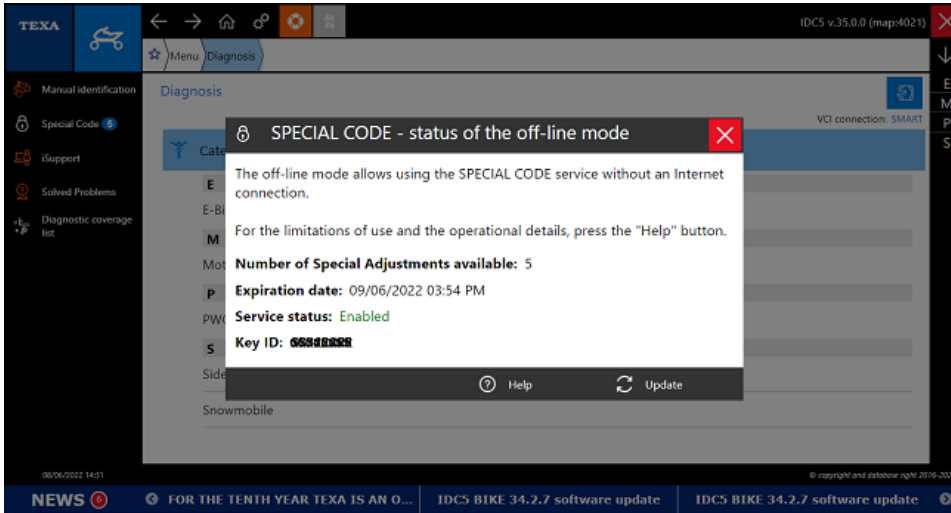 TEXA
IDC5 v.35.0.0 (map:4021)
Menu
Diagnosis
Manual identification
Special Code 5
iSupport
Solved Problems
Diagnostic coverage
list
Diagnosis
VCI connection: SMART
E
M
P
S
Cate
E
E-Bi
M
Mot
P
PWC
S
Side
Snowmobile
SPECIAL CODE - status of the off-line mode
The off-line mode allows using the SPECIAL CODE service without an Internet
connection.
For the limitations of use and the operational details, press the "Help" button.
Number of Special Adjustments available: 5
Expiration date: 09/06/2022 03:54 PM
Service status: Enabled
Key ID:
Help
Update
08/06/2022 14:31
© copyright and database right 2016-202
NEWS 6
FOR THE TENTH YEAR TEXA IS AN O...
IDC5 BIKE 34.2.7 software update
IDC5 BIKE 34.2.7 software update